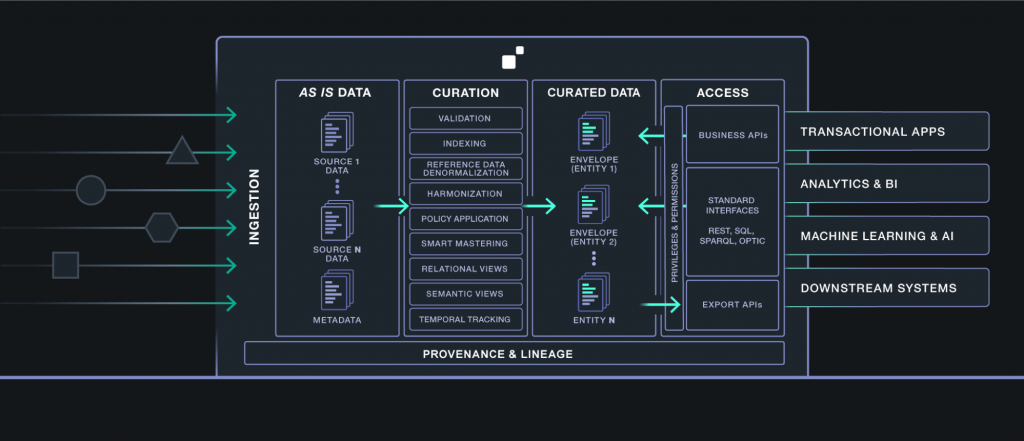 INGESTION
AS IS DATA
SOURCE 1
DATA
SOURCE N
DATA
METADATA
CURATION
VALIDATION
INDEXING
REFERENCE DATA
DENORMALIZATION
HARMONIZATION
POLICY APPLICATION
SMART MASTERING
RELATIONAL VIEWS
SEMANTIC VIEWS
TEMPORAL TRACKING
CURATED DATA
ENVELOPE
(ENTITY 1)
ENVELOPE
(ENTITY 2)
ENTITY N
ACCESS
PRIVILEGES & PERMISSIONS
BUSINESS APIs
STANDARD
INTERFACES
REST, SQL,
SPARQL, OPTIC
EXPORT APIs
TRANSACTIONAL APPS
ANALYTICS & BI
MACHINE LEARNING & AI
DOWNSTREAM SYSTEMS
PROVENANCE & LINEAGE